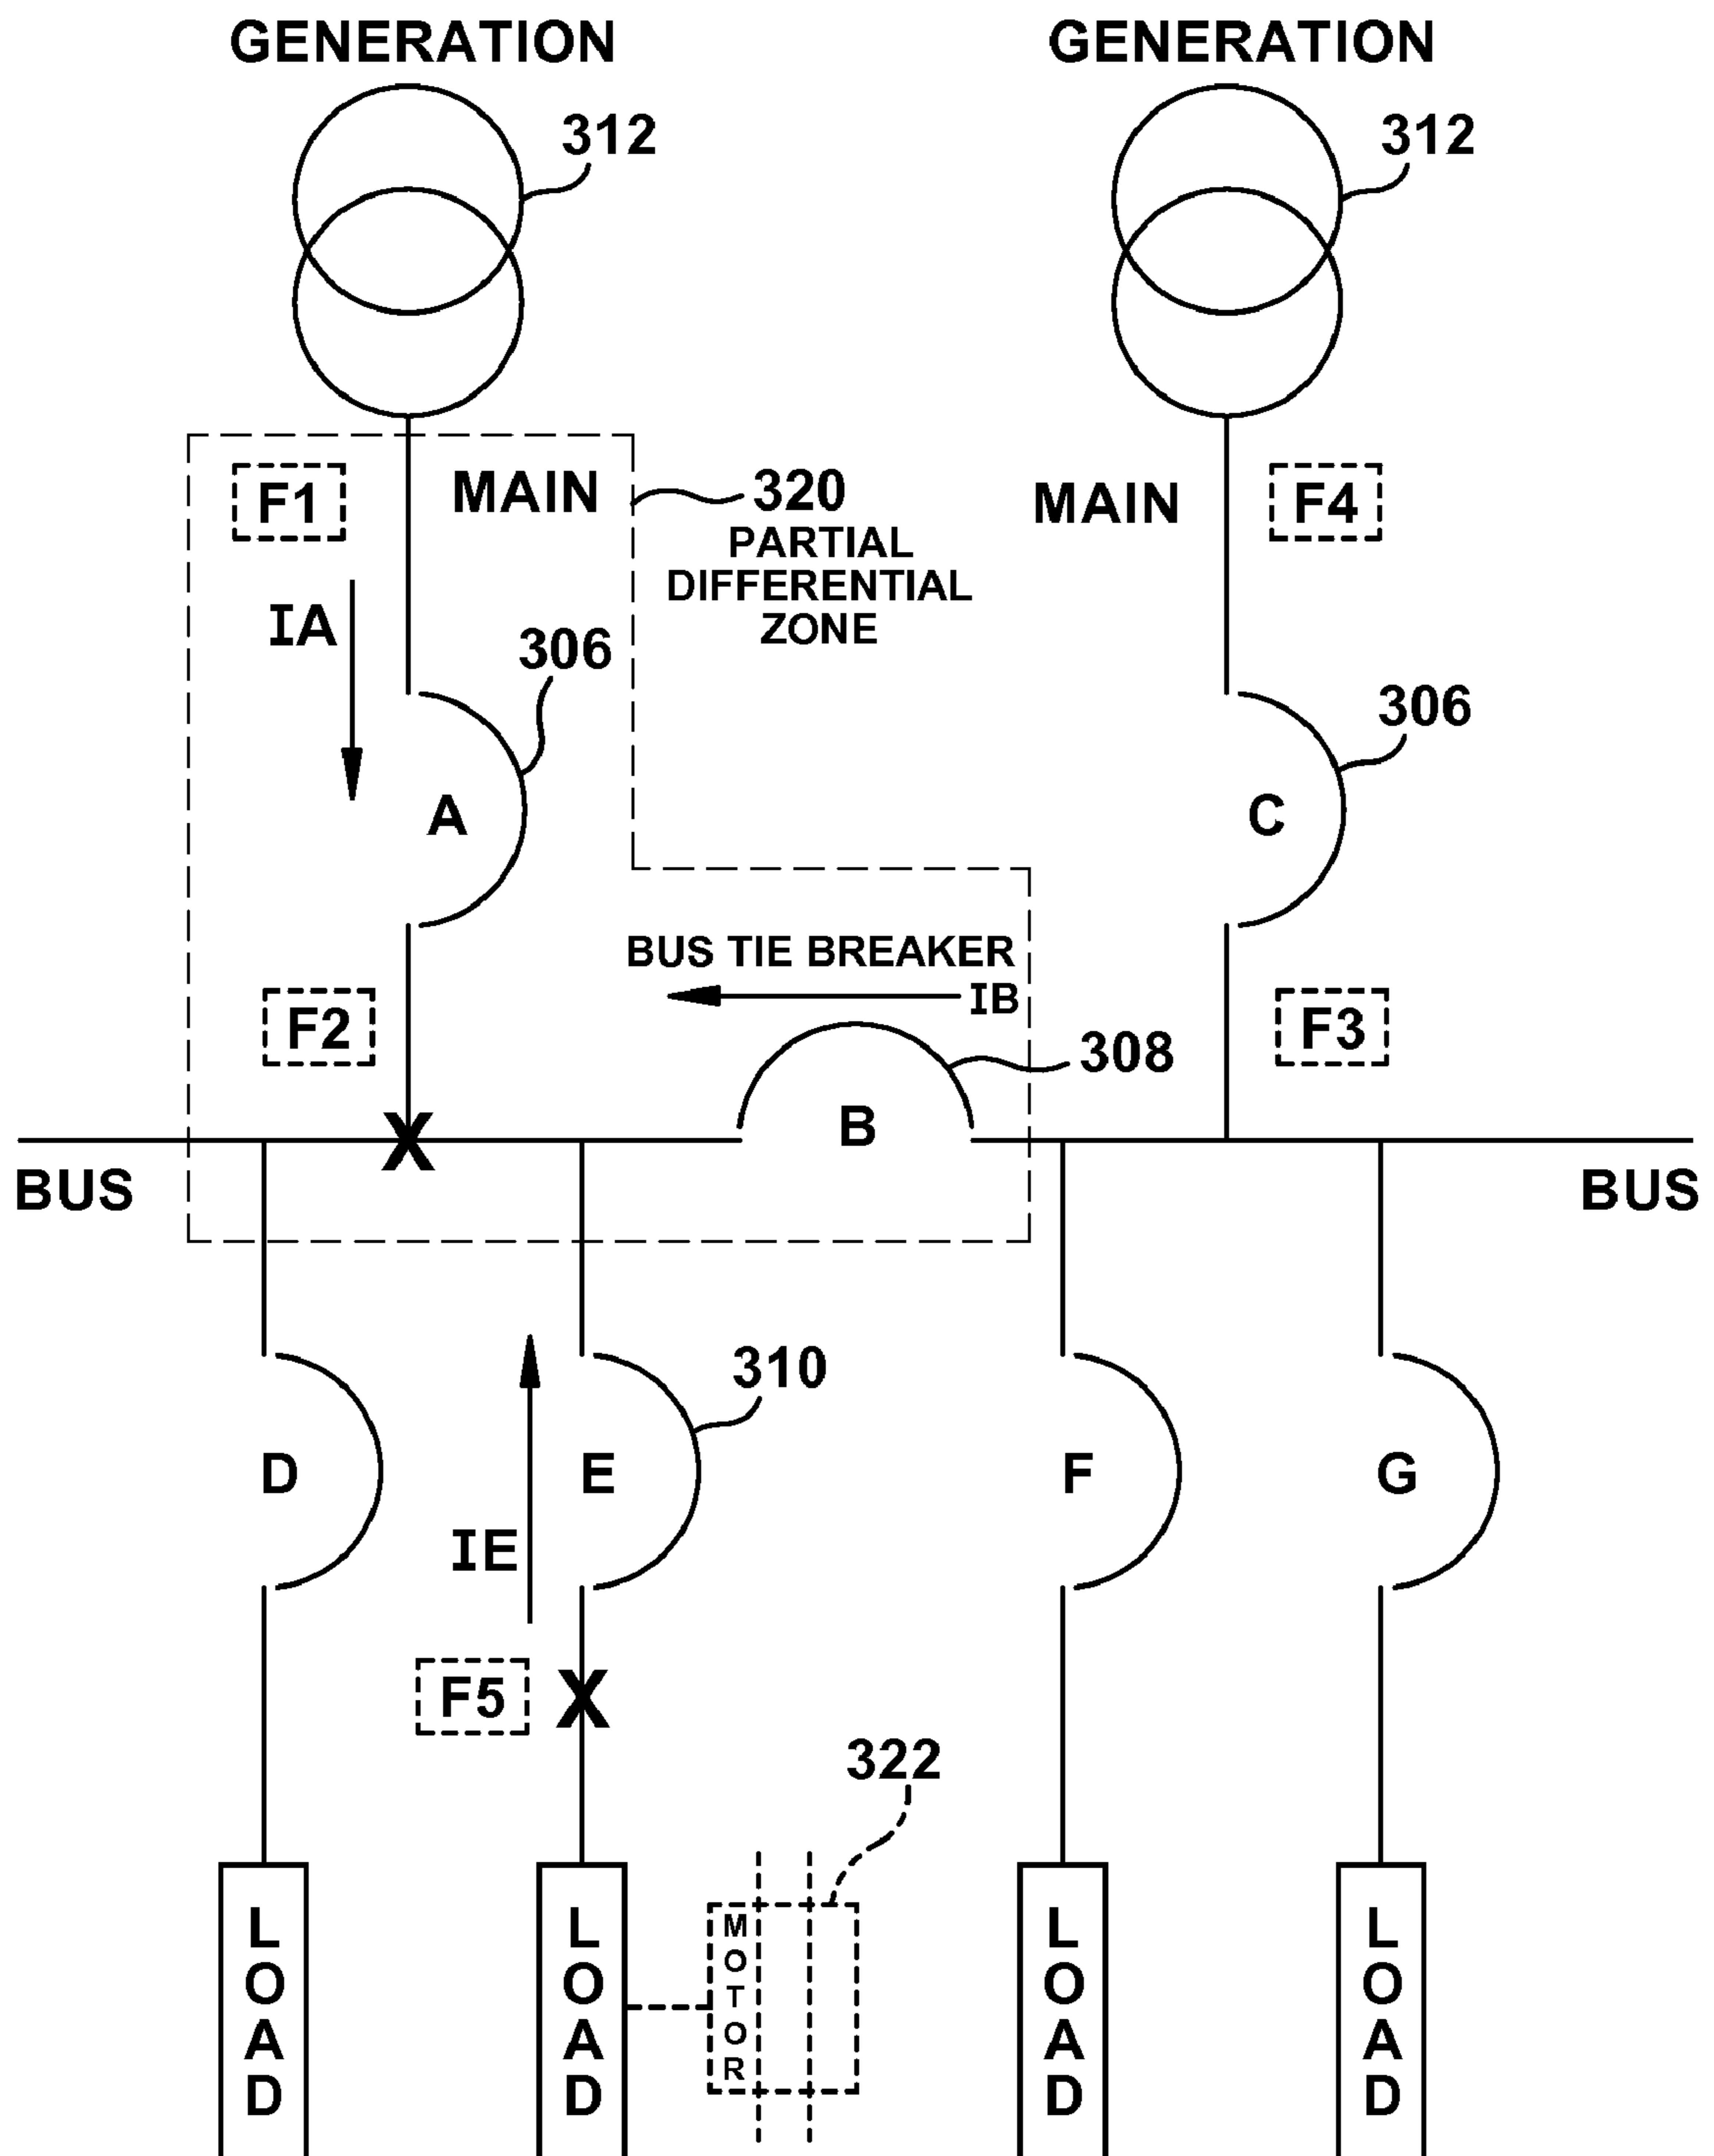 GENERATION
GENERATION
312
312
F1
MAIN
320
PARTIAL
DIFFERENTIAL
ZONE
MAIN
F4
IA
306
306
A
C
BUS TIE BREAKER
IB
F2
F3
308
B
BUS
BUS
310
D
E
F
G
IE
F5
322
LOAD
LOAD
MOTOR
LOAD
LOAD
X
X